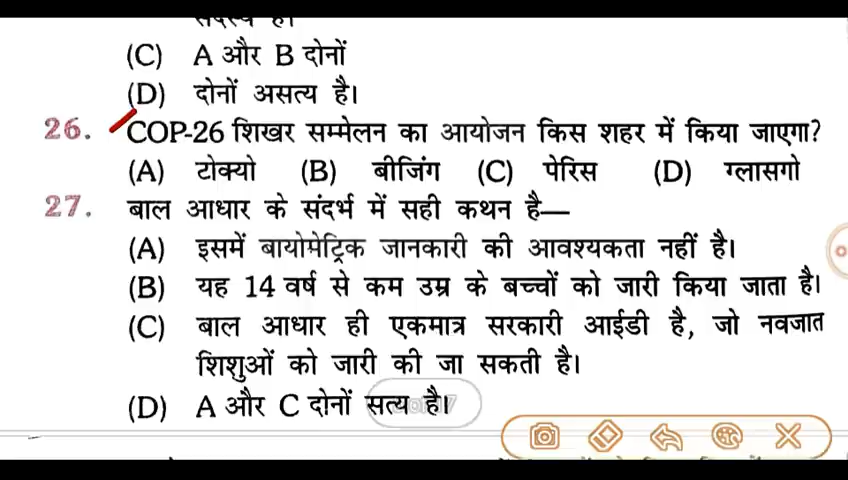 (C) A और B दोनों
(D) दोनों असत्य है।
26. COP-26 शिखर सम्मेलन का आयोजन किस शहर में किया जाएगा?
(A) टोक्यो (B) बीजिंग (C) पेरिस (D) ग्लासगो
27. बाल आधार के संदर्भ में सही कथन है—
(A) इसमें बायोमेट्रिक जानकारी की आवश्यकता नहीं है।
(B) यह 14 वर्ष से कम उम्र के बच्चों को जारी किया जाता है।
(C) बाल आधार ही एकमात्र सरकारी आईडी है, जो नवजात
शिशुओं को जारी की जा सकती है।
(D) A और C दोनों सत्य है।